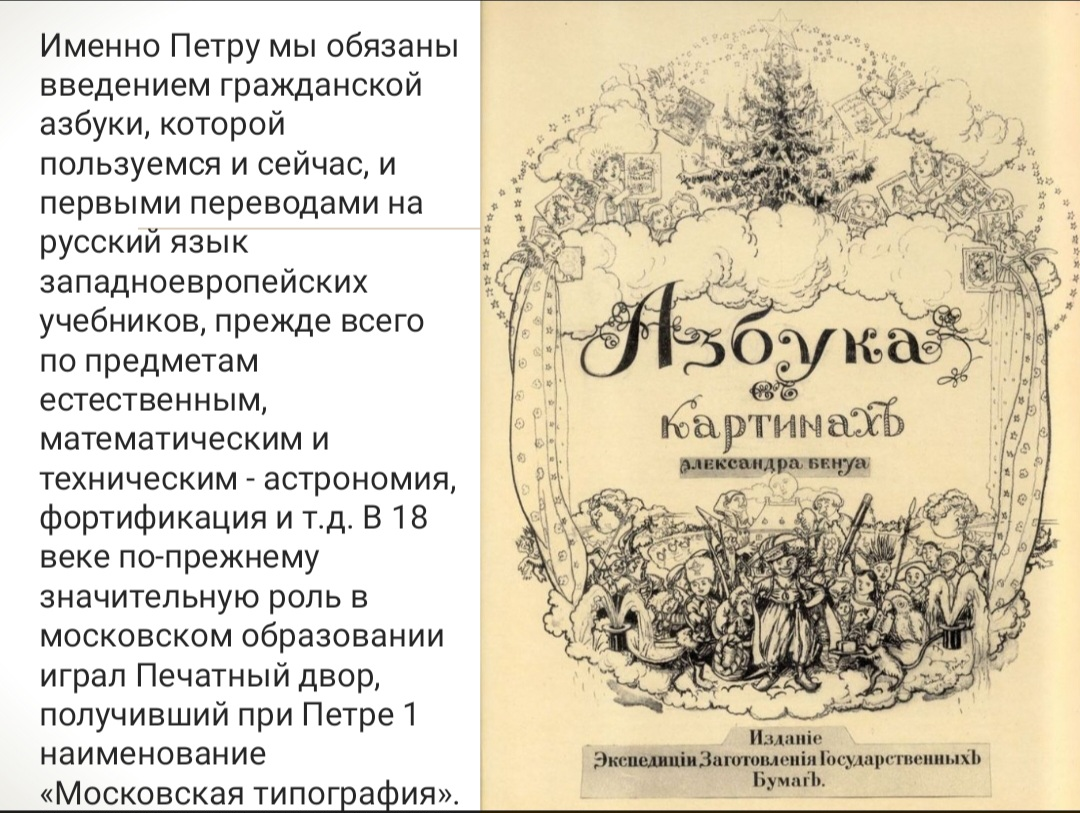 Именно Петру мы обязаны
введением гражданской
азбуки, которой
пользуемся и сейчас, и
первыми переводами на
русский язык
западноевропейских
учебников, прежде всего
по предметам
естественным,
математическим и
техническим - астрономия,
фортификация и т.д. В 18
веке по-прежнему
значительную роль в
московском образовании
играл Печатный двор,
получивший при Петре 1
наименование
«Московская типография».
Азбука
въ
картинахЪ
АЛЕКСАНДРА БЕНУА
Изданіе
Экспедиціи Заготовленія ГосударственныхЪ
БумагЪ.